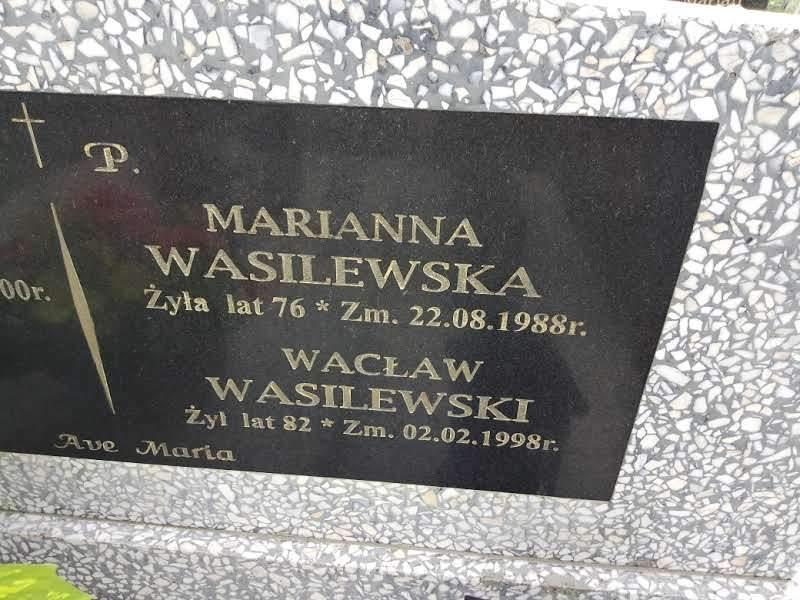 P.
MARIANNA
WASILEWSKA
Żyła lat 76 * Zm. 22.08.1988r.
00r.
WACŁAW
WASILEWSKI
Żył lat 82 * Zm. 02.02.1998r.
Ave Maria